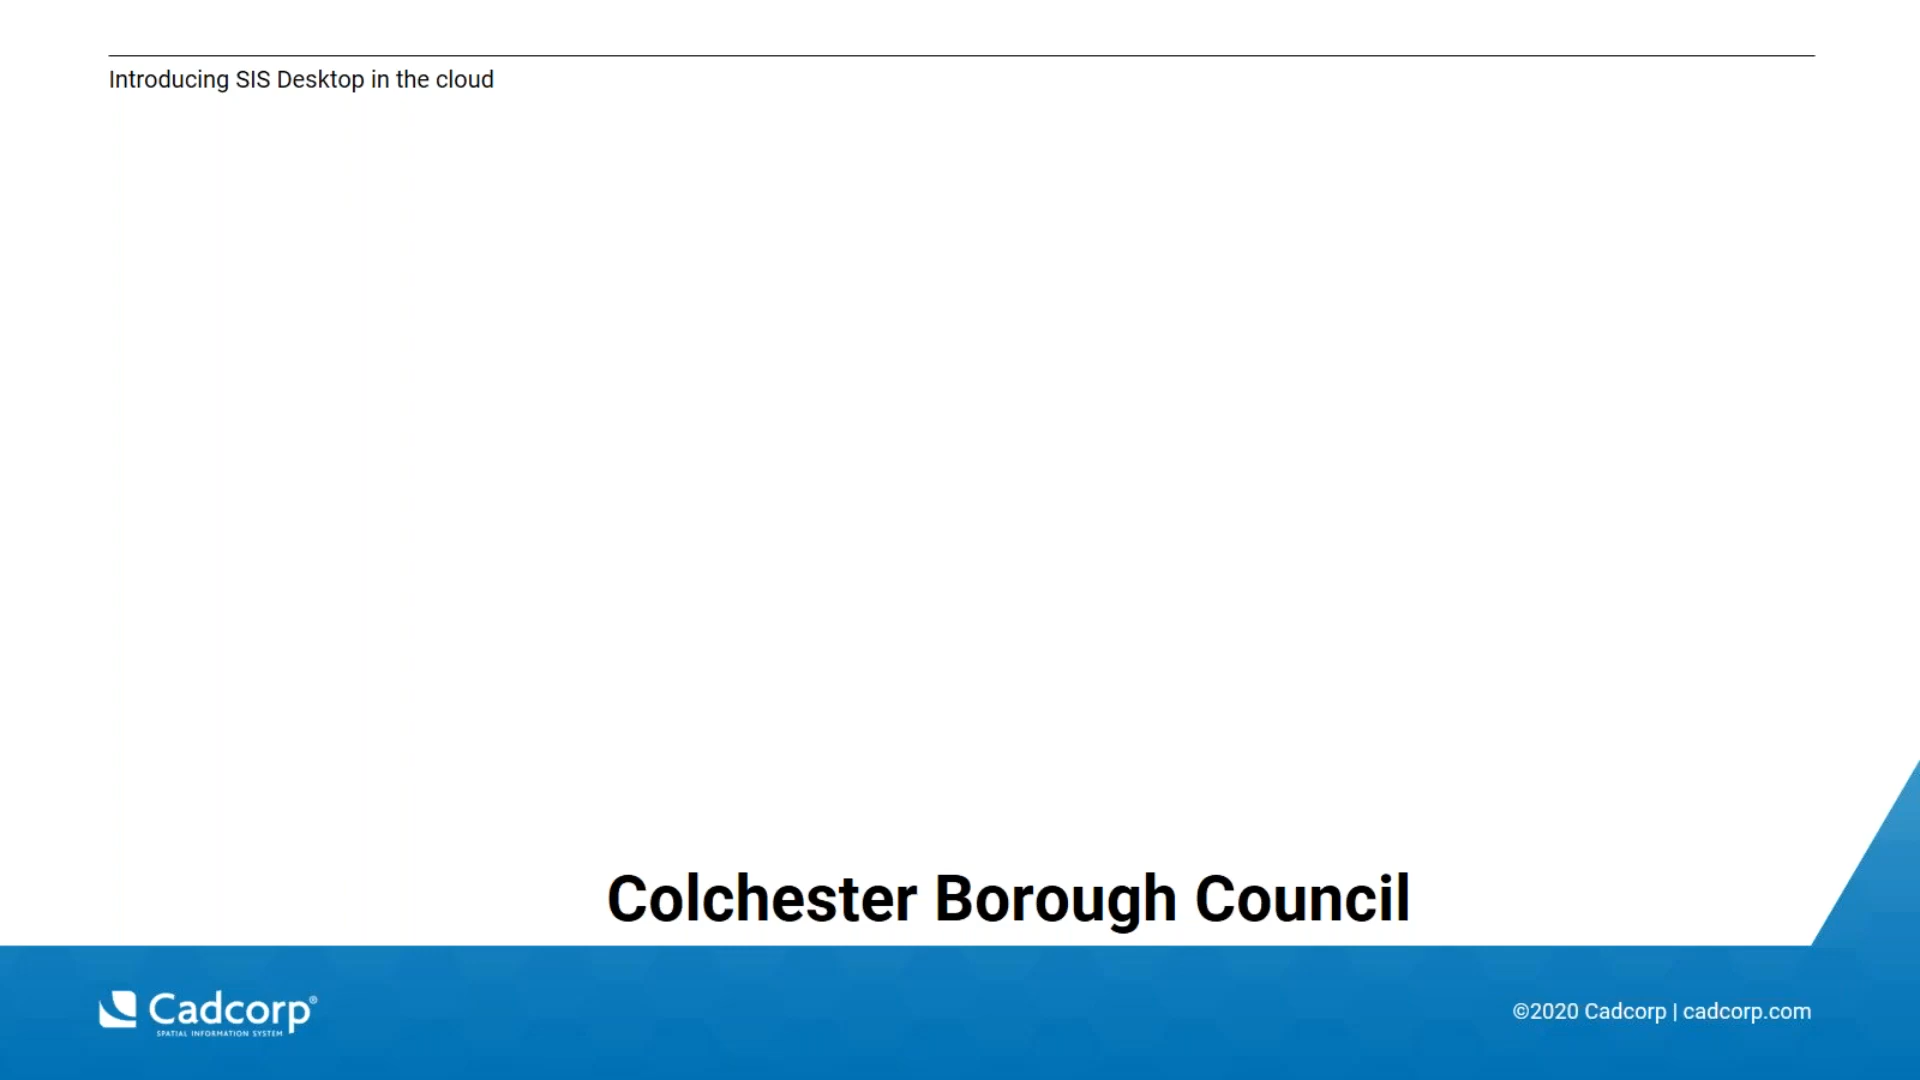 Introducing SIS Desktop in the cloud
Colchester Borough Council
Cadcorp®
SPATIAL INFORMATION SYSTEM
©2020 Cadcorp | cadcorp.com